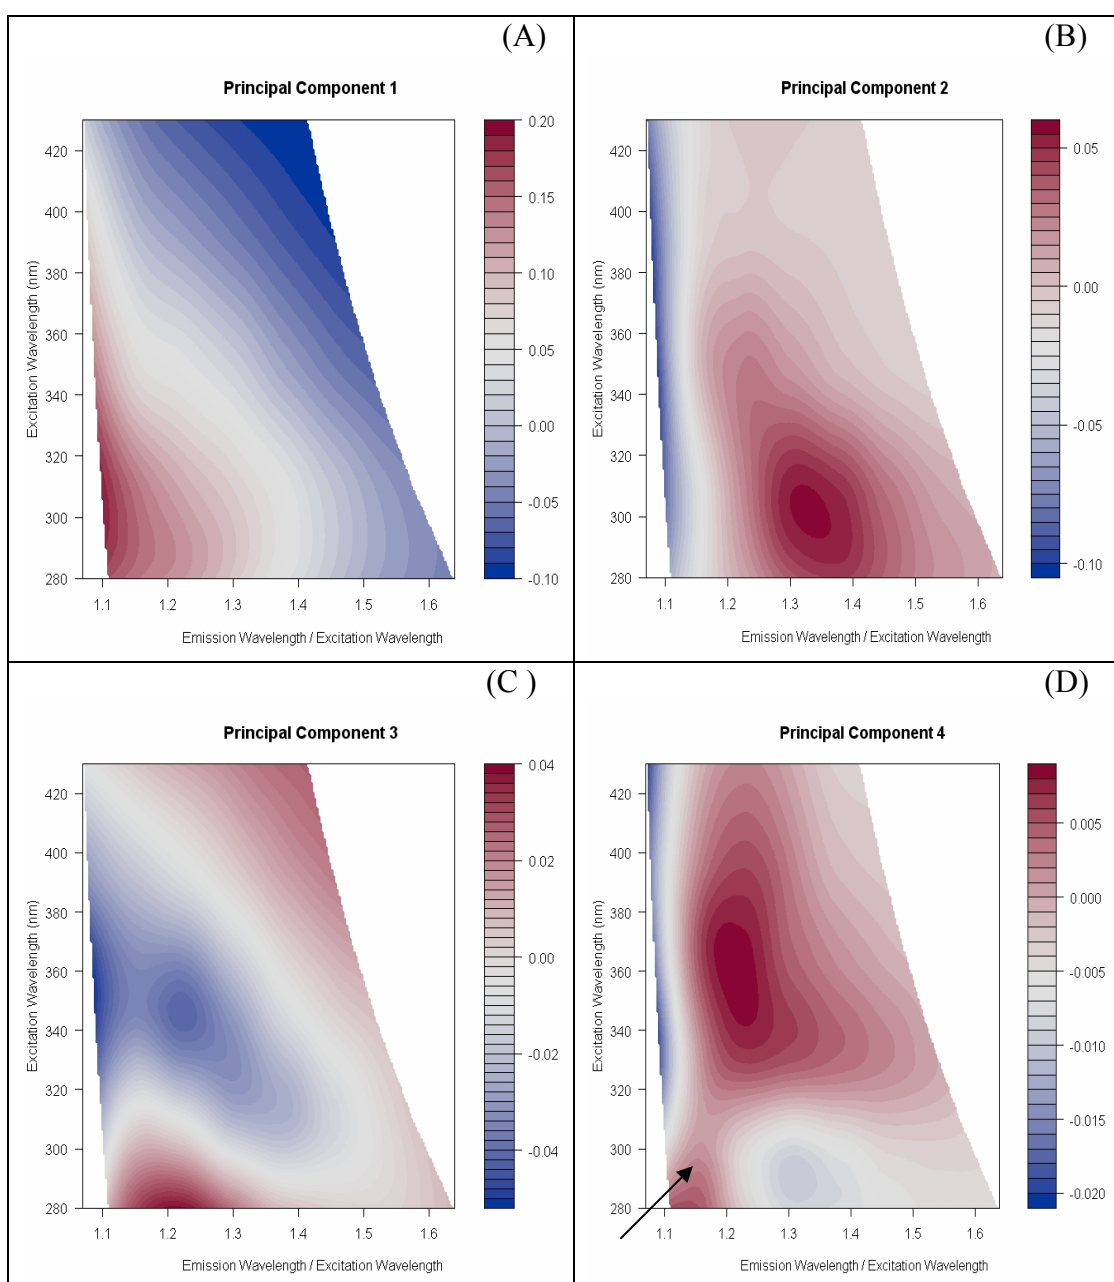 (A)
Principal Component 1
Excitation Wavelength (nm)
420
400
380
360
340
320
300
280
1.1 1.2 1.3 1.4 1.5 1.6
Emission Wavelength / Excitation Wavelength
0.20
0.15
0.10
0.05
0.00
-0.05
-0.10
(B)
Principal Component 2
Excitation Wavelength (nm)
420
400
380
360
340
320
300
280
1.1 1.2 1.3 1.4 1.5 1.6
Emission Wavelength / Excitation Wavelength
0.05
0.00
-0.05
-0.10
(C )
Principal Component 3
Excitation Wavelength (nm)
420
400
380
360
340
320
300
280
1.1 1.2 1.3 1.4 1.5 1.6
Emission Wavelength / Excitation Wavelength
0.04
0.02
0.00
-0.02
-0.04
(D)
Principal Component 4
Excitation Wavelength (nm)
420
400
380
360
340
320
300
280
1.1 1.2 1.3 1.4 1.5 1.6
Emission Wavelength / Excitation Wavelength
0.005
0.000
-0.005
-0.010
-0.015
-0.020